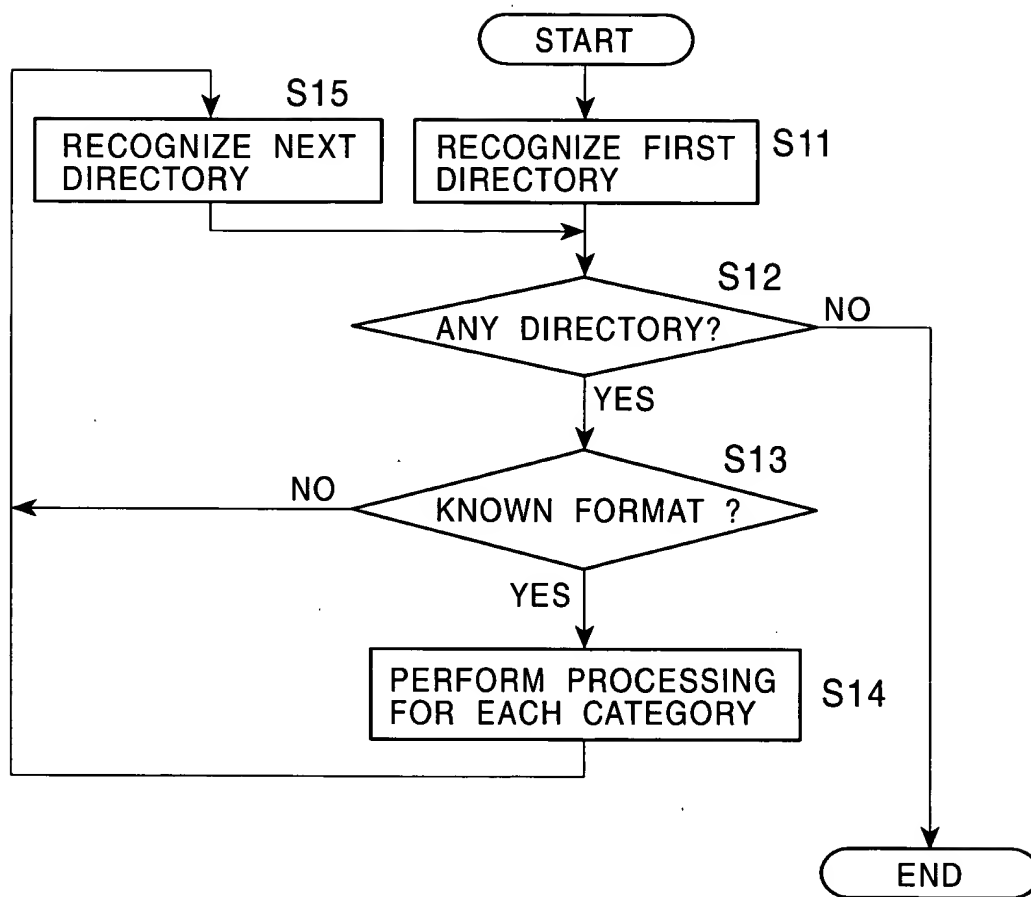 START
S15
RECOGNIZE NEXT
DIRECTORY
RECOGNIZE FIRST
DIRECTORY
S11
S12
ANY DIRECTORY?
NO
YES
S13
NO
KNOWN FORMAT ?
YES
PERFORM PROCESSING
FOR EACH CATEGORY
S14
END